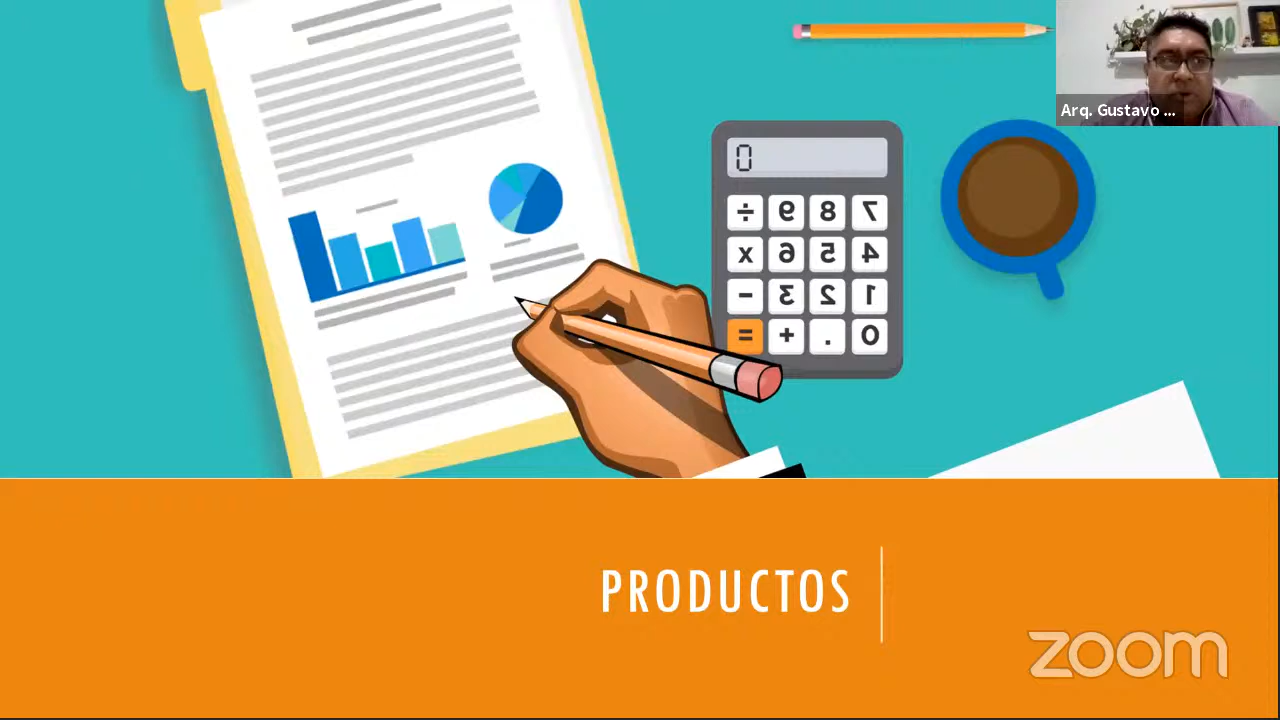 Arq. Gustavo ...
0
÷ 9 8 7
x 6 5 4
- 3 2 1
= + . 0
PRODUCTOS
zoom